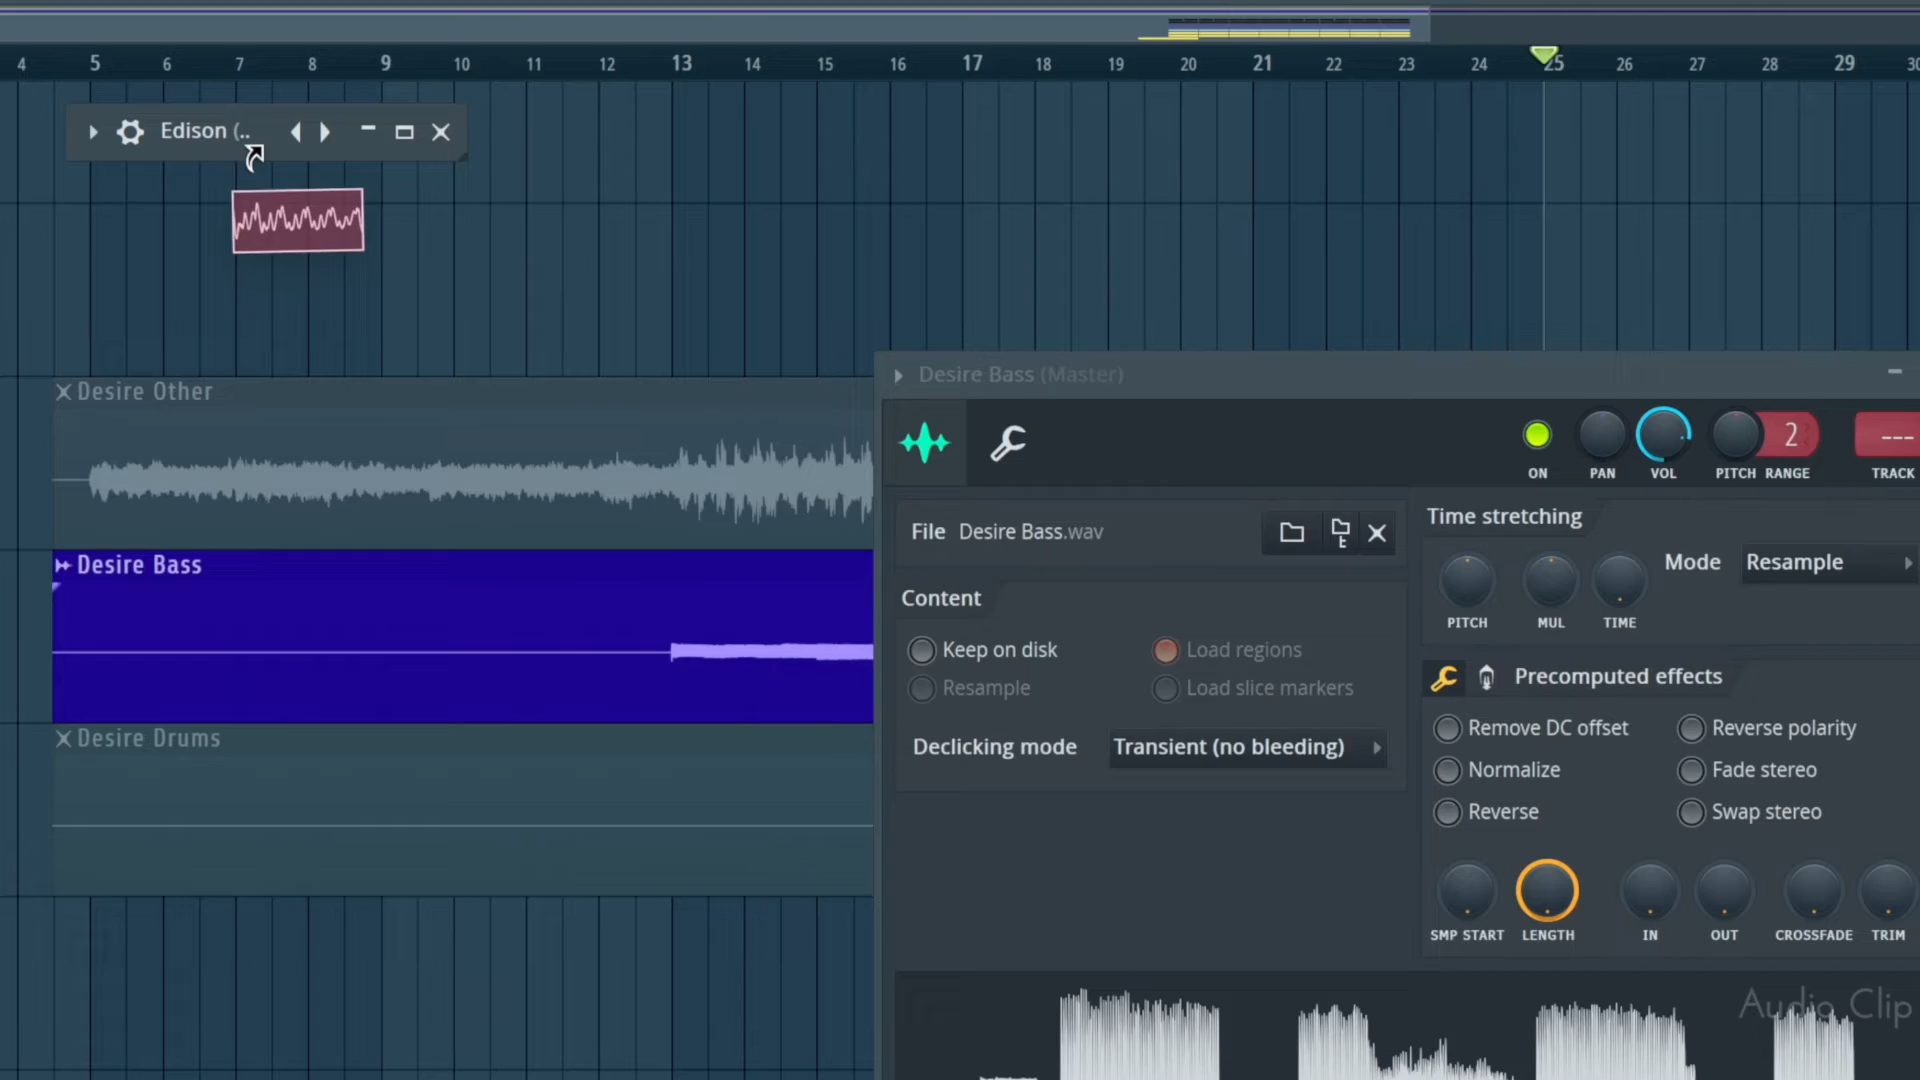 4 5 6 7 8 9 10 11 12 13 14 15 16 17 18 19 20 21 22 23 24 25 26 27 28 29 30
Edison (..
Desire Other
Desire Bass
Desire Drums
Desire Bass (Master)
2
---
ON PAN VOL PITCH RANGE TRACK
File Desire Bass.wav
Content
Keep on disk
Load regions
Resample
Load slice markers
Declicking mode Transient (no bleeding)
Time stretching
Mode Resample
PITCH MUL TIME
Precomputed effects
Remove DC offset
Reverse polarity
Normalize
Fade stereo
Reverse
Swap stereo
SMP START LENGTH IN OUT CROSSFADE TRIM
Audio Clip